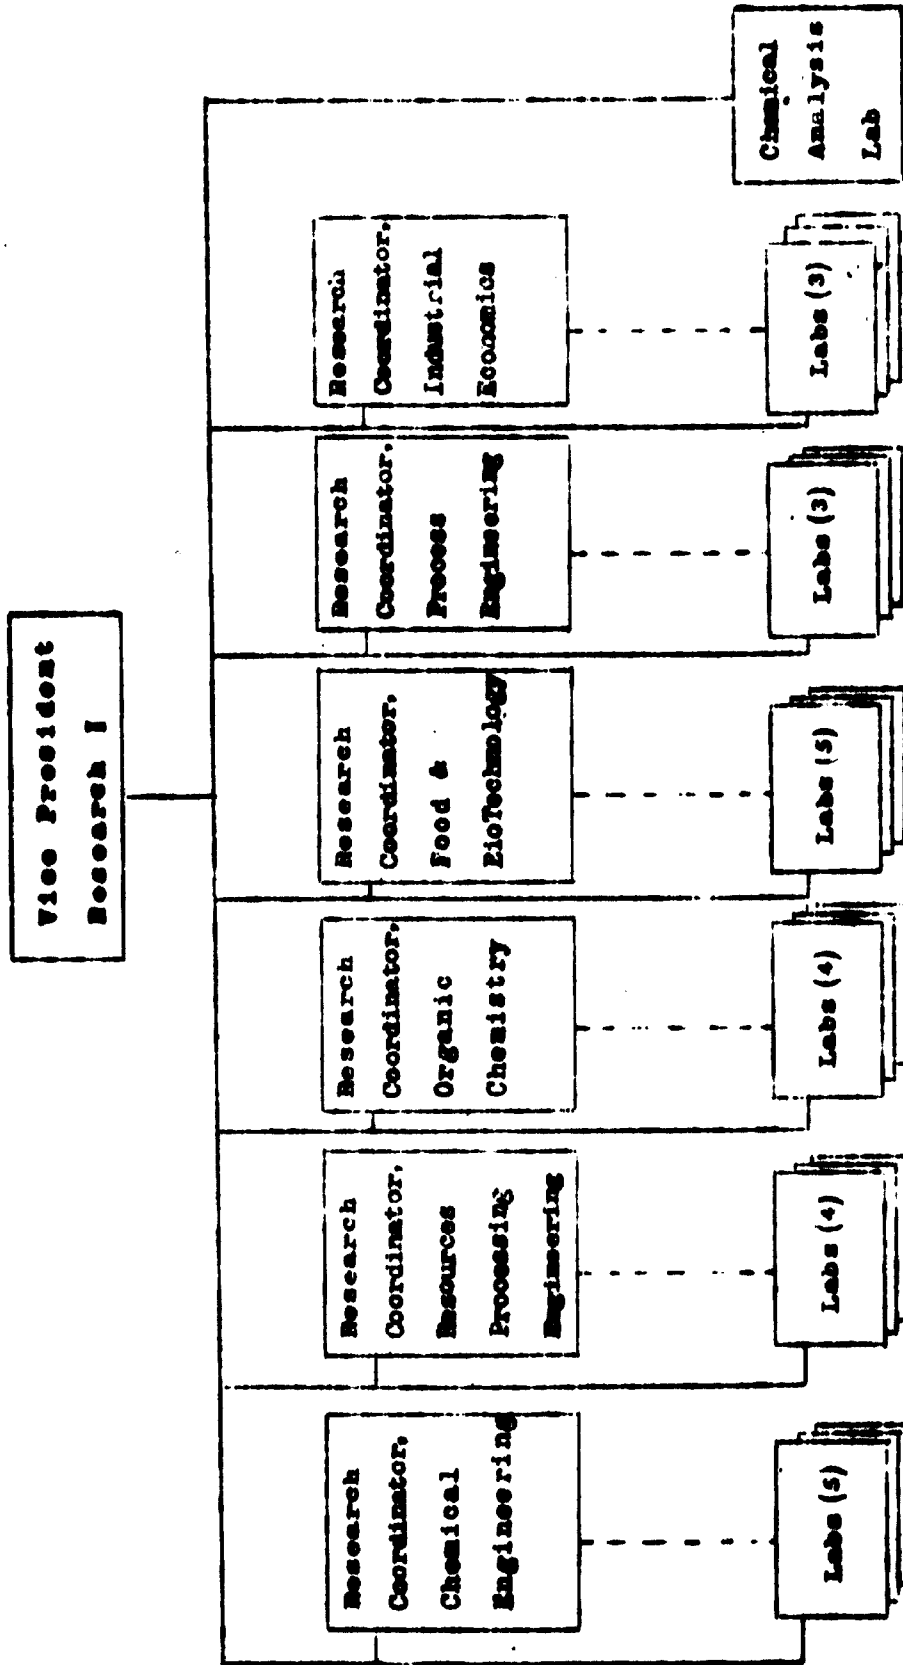 Vice President
Research I
Research
Coordinator,
Chemical
Engineering
Research
Coordinator,
Resources
Processing
Engineering
Research
Coordinator,
Organic
Chemistry
Research
Coordinator,
Food &
BioTechnology
Research
Coordinator,
Process
Engineering
Research
Coordinator,
Industrial
Economics
Labs (5)
Labs (4)
Labs (4)
Labs (5)
Labs (3)
Labs (3)
Chemical
Analysis
Lab